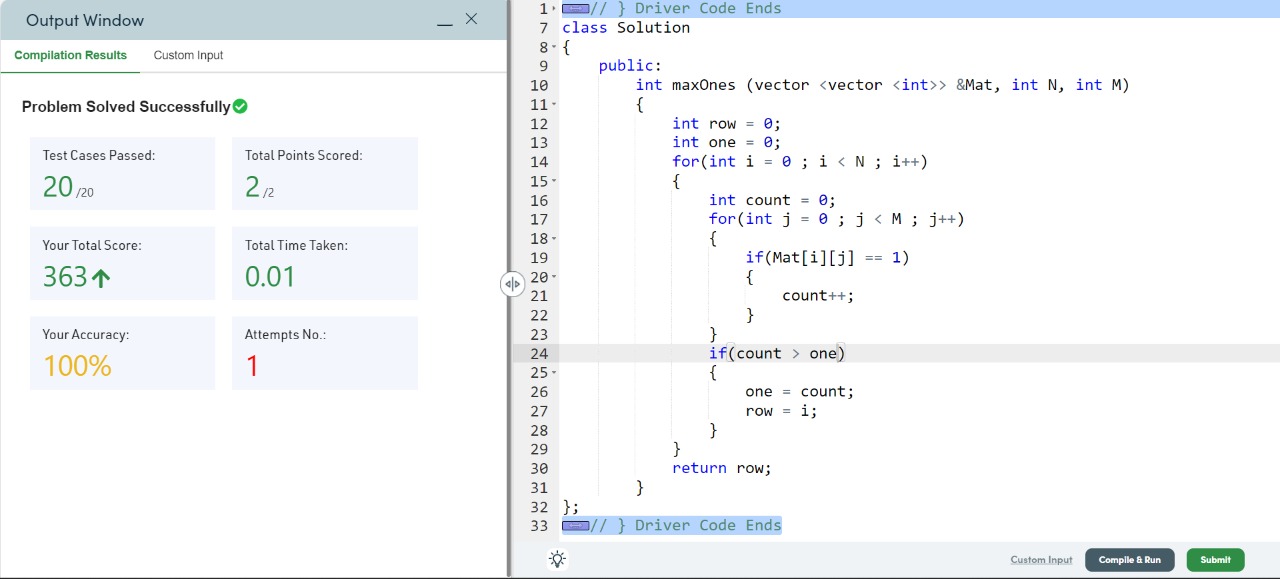 Output Window
Compilation Results
Custom Input
Problem Solved Successfully
Test Cases Passed:
20 /20
Total Points Scored:
2 /2
Your Total Score:
363
Total Time Taken:
0.01
Your Accuracy:
100%
Attempts No.:
1
1 // } Driver Code Ends
7 class Solution
8 {
9 public:
10 int maxOnes (vector <vector <int>> &Mat, int N, int M)
11 {
12 int row = 0;
13 int one = 0;
14 for(int i = 0 ; i < N ; i++)
15 {
16 int count = 0;
17 for(int j = 0 ; j < M ; j++)
18 {
19 if(Mat[i][j] == 1)
20 {
21 count++;
22 }
23 }
24 if(count > one)
25 {
26 one = count;
27 row = i;
28 }
29 }
30 return row;
31 }
32 };
33 // } Driver Code Ends
Custom Input
Compile & Run
Submit